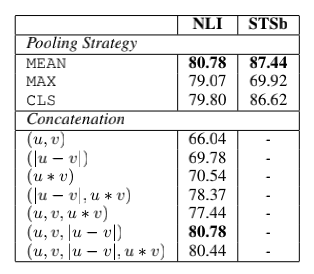 NLI STSb
Pooling Strategy
MEAN 80.78 87.44
MAX 79.07 69.92
CLS 79.80 86.62
Concatenation
(u, v) 66.04 -
(|u − v|) 69.78 -
(u ∗ v) 70.54 -
(|u − v|, u ∗ v) 78.37 -
(u, v, u ∗ v) 77.44 -
(u, v, |u − v|) 80.78 -
(u, v, |u − v|, u ∗ v) 80.44 -